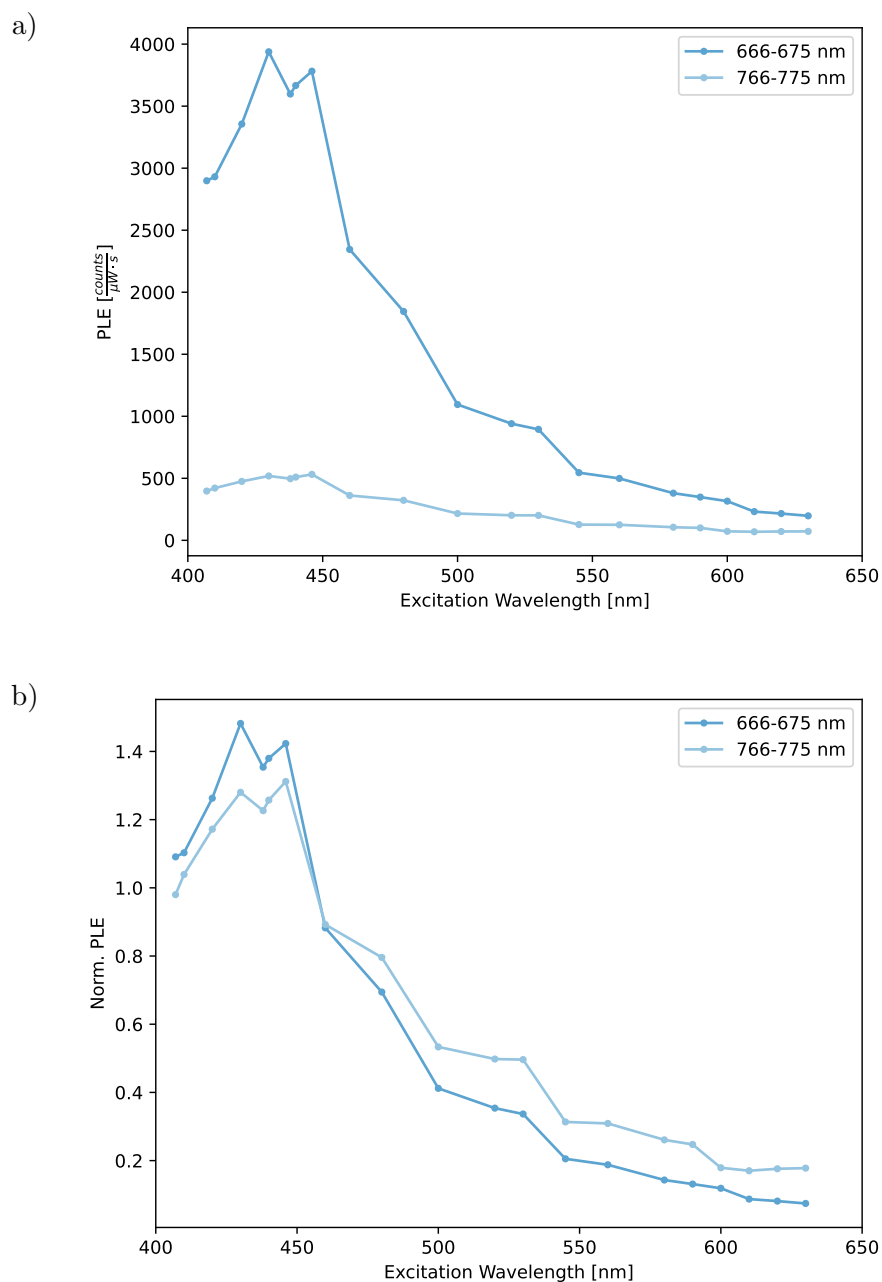 a)
4000
3500
3000
2500
2000
1500
1000
500
0
PLE [counts/μW·s]
400 450 500 550 600 650
Excitation Wavelength [nm]
666-675 nm
766-775 nm
b)
1.4
1.2
1.0
0.8
0.6
0.4
0.2
Norm. PLE
400 450 500 550 600 650
Excitation Wavelength [nm]
666-675 nm
766-775 nm